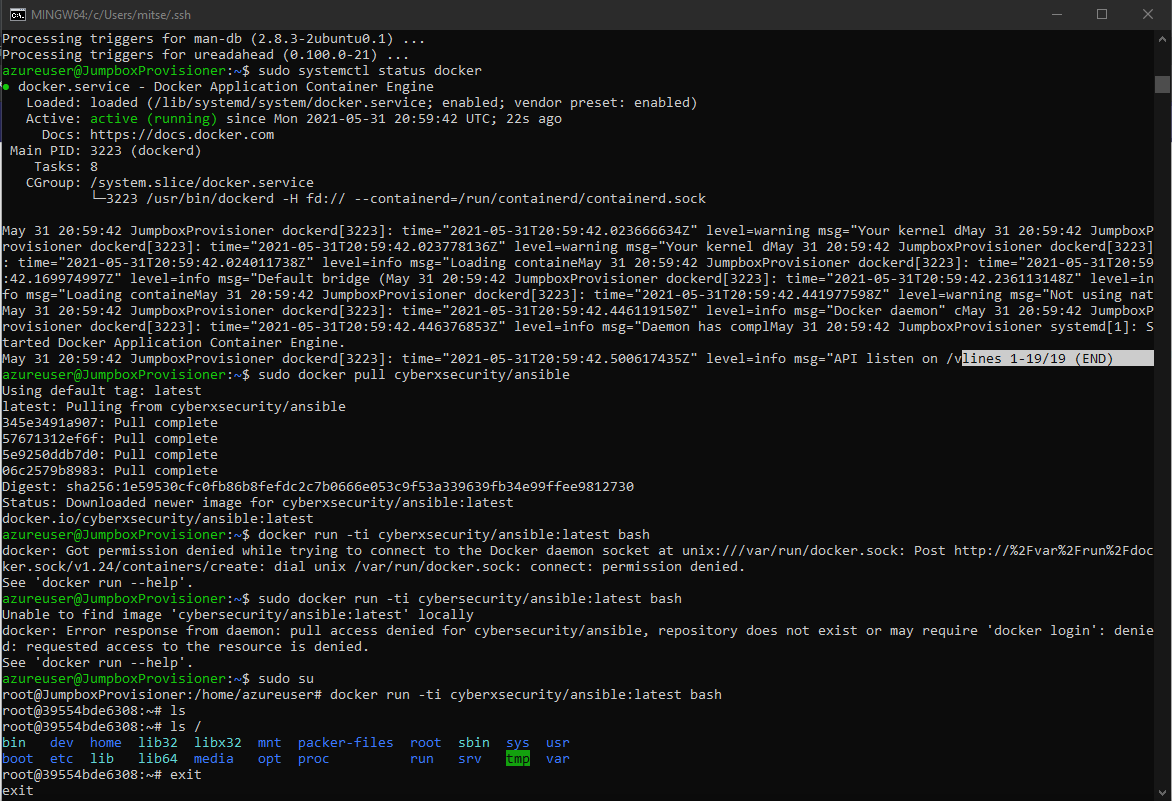 MINGW64:/c/Users/mitse/.ssh
Processing triggers for man-db (2.8.3-2ubuntu0.1) ...
Processing triggers for ureadahead (0.100.0-21) ...
azureuser@JumpboxProvisioner:~$ sudo systemctl status docker
● docker.service - Docker Application Container Engine
   Loaded: loaded (/lib/systemd/system/docker.service; enabled; vendor preset: enabled)
   Active: active (running) since Mon 2021-05-31 20:59:42 UTC; 22s ago
     Docs: https://docs.docker.com
 Main PID: 3223 (dockerd)
    Tasks: 8
   CGroup: /system.slice/docker.service
           └─3223 /usr/bin/dockerd -H fd:// --containerd=/run/containerd/containerd.sock
May 31 20:59:42 JumpboxProvisioner dockerd[3223]: time="2021-05-31T20:59:42.023666634Z" level=warning msg="Your kernel dMay 31 20:59:42 JumpboxP
rovisioner dockerd[3223]: time="2021-05-31T20:59:42.023778136Z" level=warning msg="Your kernel dMay 31 20:59:42 JumpboxProvisioner dockerd[3223]
: time="2021-05-31T20:59:42.024011738Z" level=info msg="Loading containeMay 31 20:59:42 JumpboxProvisioner dockerd[3223]: time="2021-05-31T20:59
:42.169974997Z" level=info msg="Default bridge (May 31 20:59:42 JumpboxProvisioner dockerd[3223]: time="2021-05-31T20:59:42.236113148Z" level=in
fo msg="Loading containeMay 31 20:59:42 JumpboxProvisioner dockerd[3223]: time="2021-05-31T20:59:42.441977598Z" level=warning msg="Not using nat
May 31 20:59:42 JumpboxProvisioner dockerd[3223]: time="2021-05-31T20:59:42.446119150Z" level=info msg="Docker daemon" cMay 31 20:59:42 JumpboxP
rovisioner dockerd[3223]: time="2021-05-31T20:59:42.446376853Z" level=info msg="Daemon has complMay 31 20:59:42 JumpboxProvisioner systemd[1]: S
tarted Docker Application Container Engine.
May 31 20:59:42 JumpboxProvisioner dockerd[3223]: time="2021-05-31T20:59:42.500617435Z" level=info msg="API listen on /vlines 1-19/19 (END)
azureuser@JumpboxProvisioner:~$ sudo docker pull cyberxsecurity/ansible
Using default tag: latest
latest: Pulling from cyberxsecurity/ansible
345e3491a907: Pull complete
57671312ef6f: Pull complete
5e9250ddb7d0: Pull complete
06c2579b8983: Pull complete
Digest: sha256:1e59530cfc0fb86b8fefdc2c7b0666e053c9f53a339639fb34e99ffee9812730
Status: Downloaded newer image for cyberxsecurity/ansible:latest
docker.io/cyberxsecurity/ansible:latest
azureuser@JumpboxProvisioner:~$ docker run -ti cyberxsecurity/ansible:latest bash
docker: Got permission denied while trying to connect to the Docker daemon socket at unix:///var/run/docker.sock: Post http://%2Fvar%2Frun%2Fdoc
ker.sock/v1.24/containers/create: dial unix /var/run/docker.sock: connect: permission denied.
See 'docker run --help'.
azureuser@JumpboxProvisioner:~$ sudo docker run -ti cybersecurity/ansible:latest bash
Unable to find image 'cybersecurity/ansible:latest' locally
docker: Error response from daemon: pull access denied for cybersecurity/ansible, repository does not exist or may require 'docker login': denie
d: requested access to the resource is denied.
See 'docker run --help'.
azureuser@JumpboxProvisioner:~$ sudo su
root@JumpboxProvisioner:/home/azureuser# docker run -ti cyberxsecurity/ansible:latest bash
root@39554bde6308:~# ls
root@39554bde6308:~# ls /
bin   dev  home  lib32  libx32  mnt  packer-files  root  sbin  sys  usr
boot  etc  lib   lib64  media   opt  proc          run   srv   tmp  var
root@39554bde6308:~# exit
exit